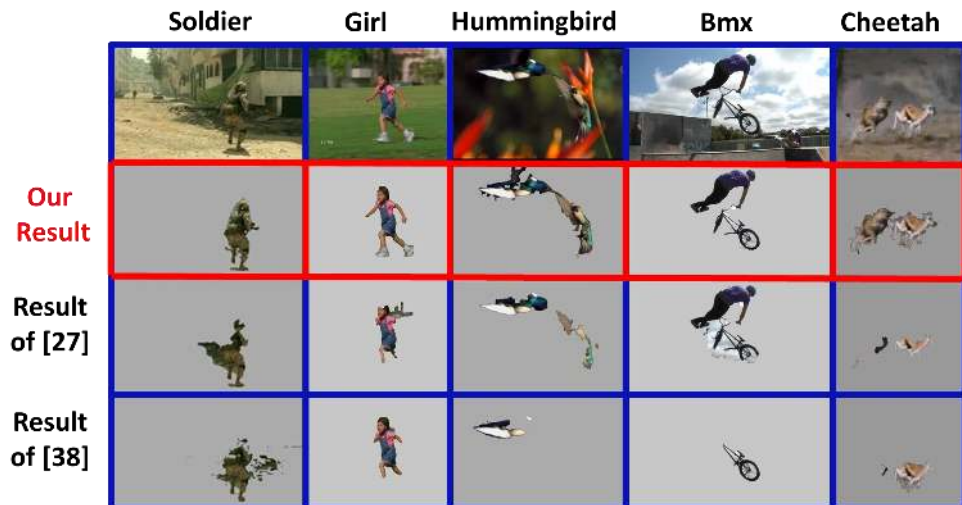 Soldier Girl Hummingbird Bmx Cheetah
Our
Result
Result
of [27]
Result
of [38]